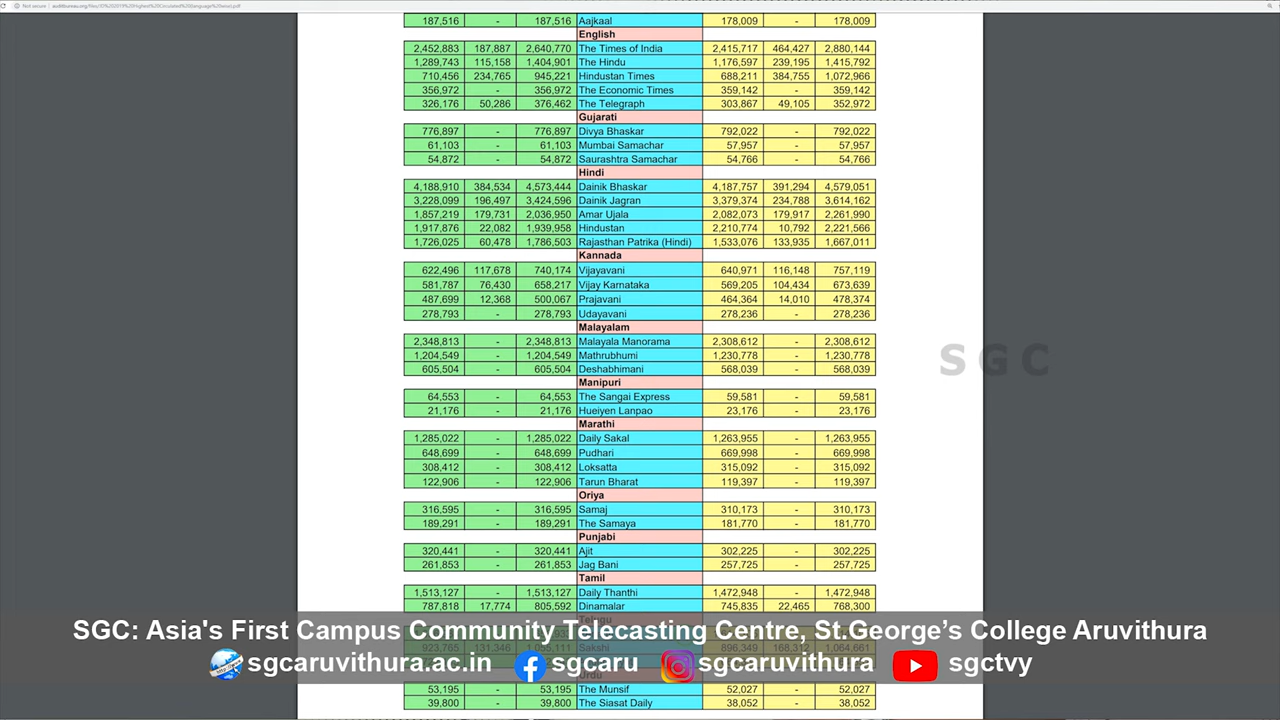 Not secure
187,516 - 187,516 Aajkaal 178,009 - 178,009
English
2,452,883 187,887 2,640,770 The Times of India 2,415,717 464,427 2,880,144
1,289,743 115,158 1,404,901 The Hindu 1,176,597 239,195 1,415,792
710,456 234,765 945,221 Hindustan Times 688,211 384,755 1,072,966
356,972 - 356,972 The Economic Times 359,142 - 359,142
326,176 50,286 376,462 The Telegraph 303,867 49,105 352,972
Gujarati
776,897 - 776,897 Divya Bhaskar 792,022 - 792,022
61,103 - 61,103 Mumbai Samachar 57,957 - 57,957
54,872 - 54,872 Saurashtra Samachar 54,766 - 54,766
Hindi
4,188,910 384,534 4,573,444 Dainik Bhaskar 4,187,757 391,294 4,579,051
3,228,099 196,497 3,424,596 Dainik Jagran 3,379,374 234,788 3,614,162
1,857,219 179,731 2,036,950 Amar Ujala 2,082,073 179,917 2,261,990
1,917,876 22,082 1,939,958 Hindustan 2,210,774 10,792 2,221,566
1,726,025 60,478 1,786,503 Rajasthan Patrika (Hindi) 1,533,076 133,935 1,667,011
Kannada
622,496 117,678 740,174 Vijayavani 640,971 116,148 757,119
581,787 76,430 658,217 Vijay Karnataka 569,205 104,434 673,639
487,699 12,368 500,067 Prajavani 464,364 14,010 478,374
278,793 - 278,793 Udayavani 278,236 - 278,236
Malayalam
2,348,813 - 2,348,813 Malayala Manorama 2,308,612 - 2,308,612
1,204,549 - 1,204,549 Mathrubhumi 1,230,778 - 1,230,778
605,504 - 605,504 Deshabhimani 568,039 - 568,039
SGC
Manipuri
64,553 - 64,553 The Sangai Express 59,581 - 59,581
21,176 - 21,176 Hueiyen Lanpao 23,176 - 23,176
Marathi
1,285,022 - 1,285,022 Daily Sakal 1,263,955 - 1,263,955
648,699 - 648,699 Pudhari 669,998 - 669,998
308,412 - 308,412 Loksatta 315,092 - 315,092
122,906 - 122,906 Tarun Bharat 119,397 - 119,397
Oriya
316,595 - 316,595 Samaj 310,173 - 310,173
189,291 - 189,291 The Samaya 181,770 - 181,770
Punjabi
320,441 - 320,441 Ajit 302,225 - 302,225
261,853 - 261,853 Jag Bani 257,725 - 257,725
Tamil
1,513,127 - 1,513,127 Daily Thanthi 1,472,948 - 1,472,948
787,818 17,774 805,592 Dinamalar 745,835 22,465 768,300
Telugu
SGC: Asia's First Campus Community Telecasting Centre, St.George’s College Aruvithura
923,765 131,346 1,055,111 Sakshi 896,349 168,312 1,064,661
sgcaruvithura.ac.in sgcaru sgcaruvithura sgctvy
Urdu
53,195 - 53,195 The Munsif 52,027 - 52,027
39,800 - 39,800 The Siasat Daily 38,052 - 38,052